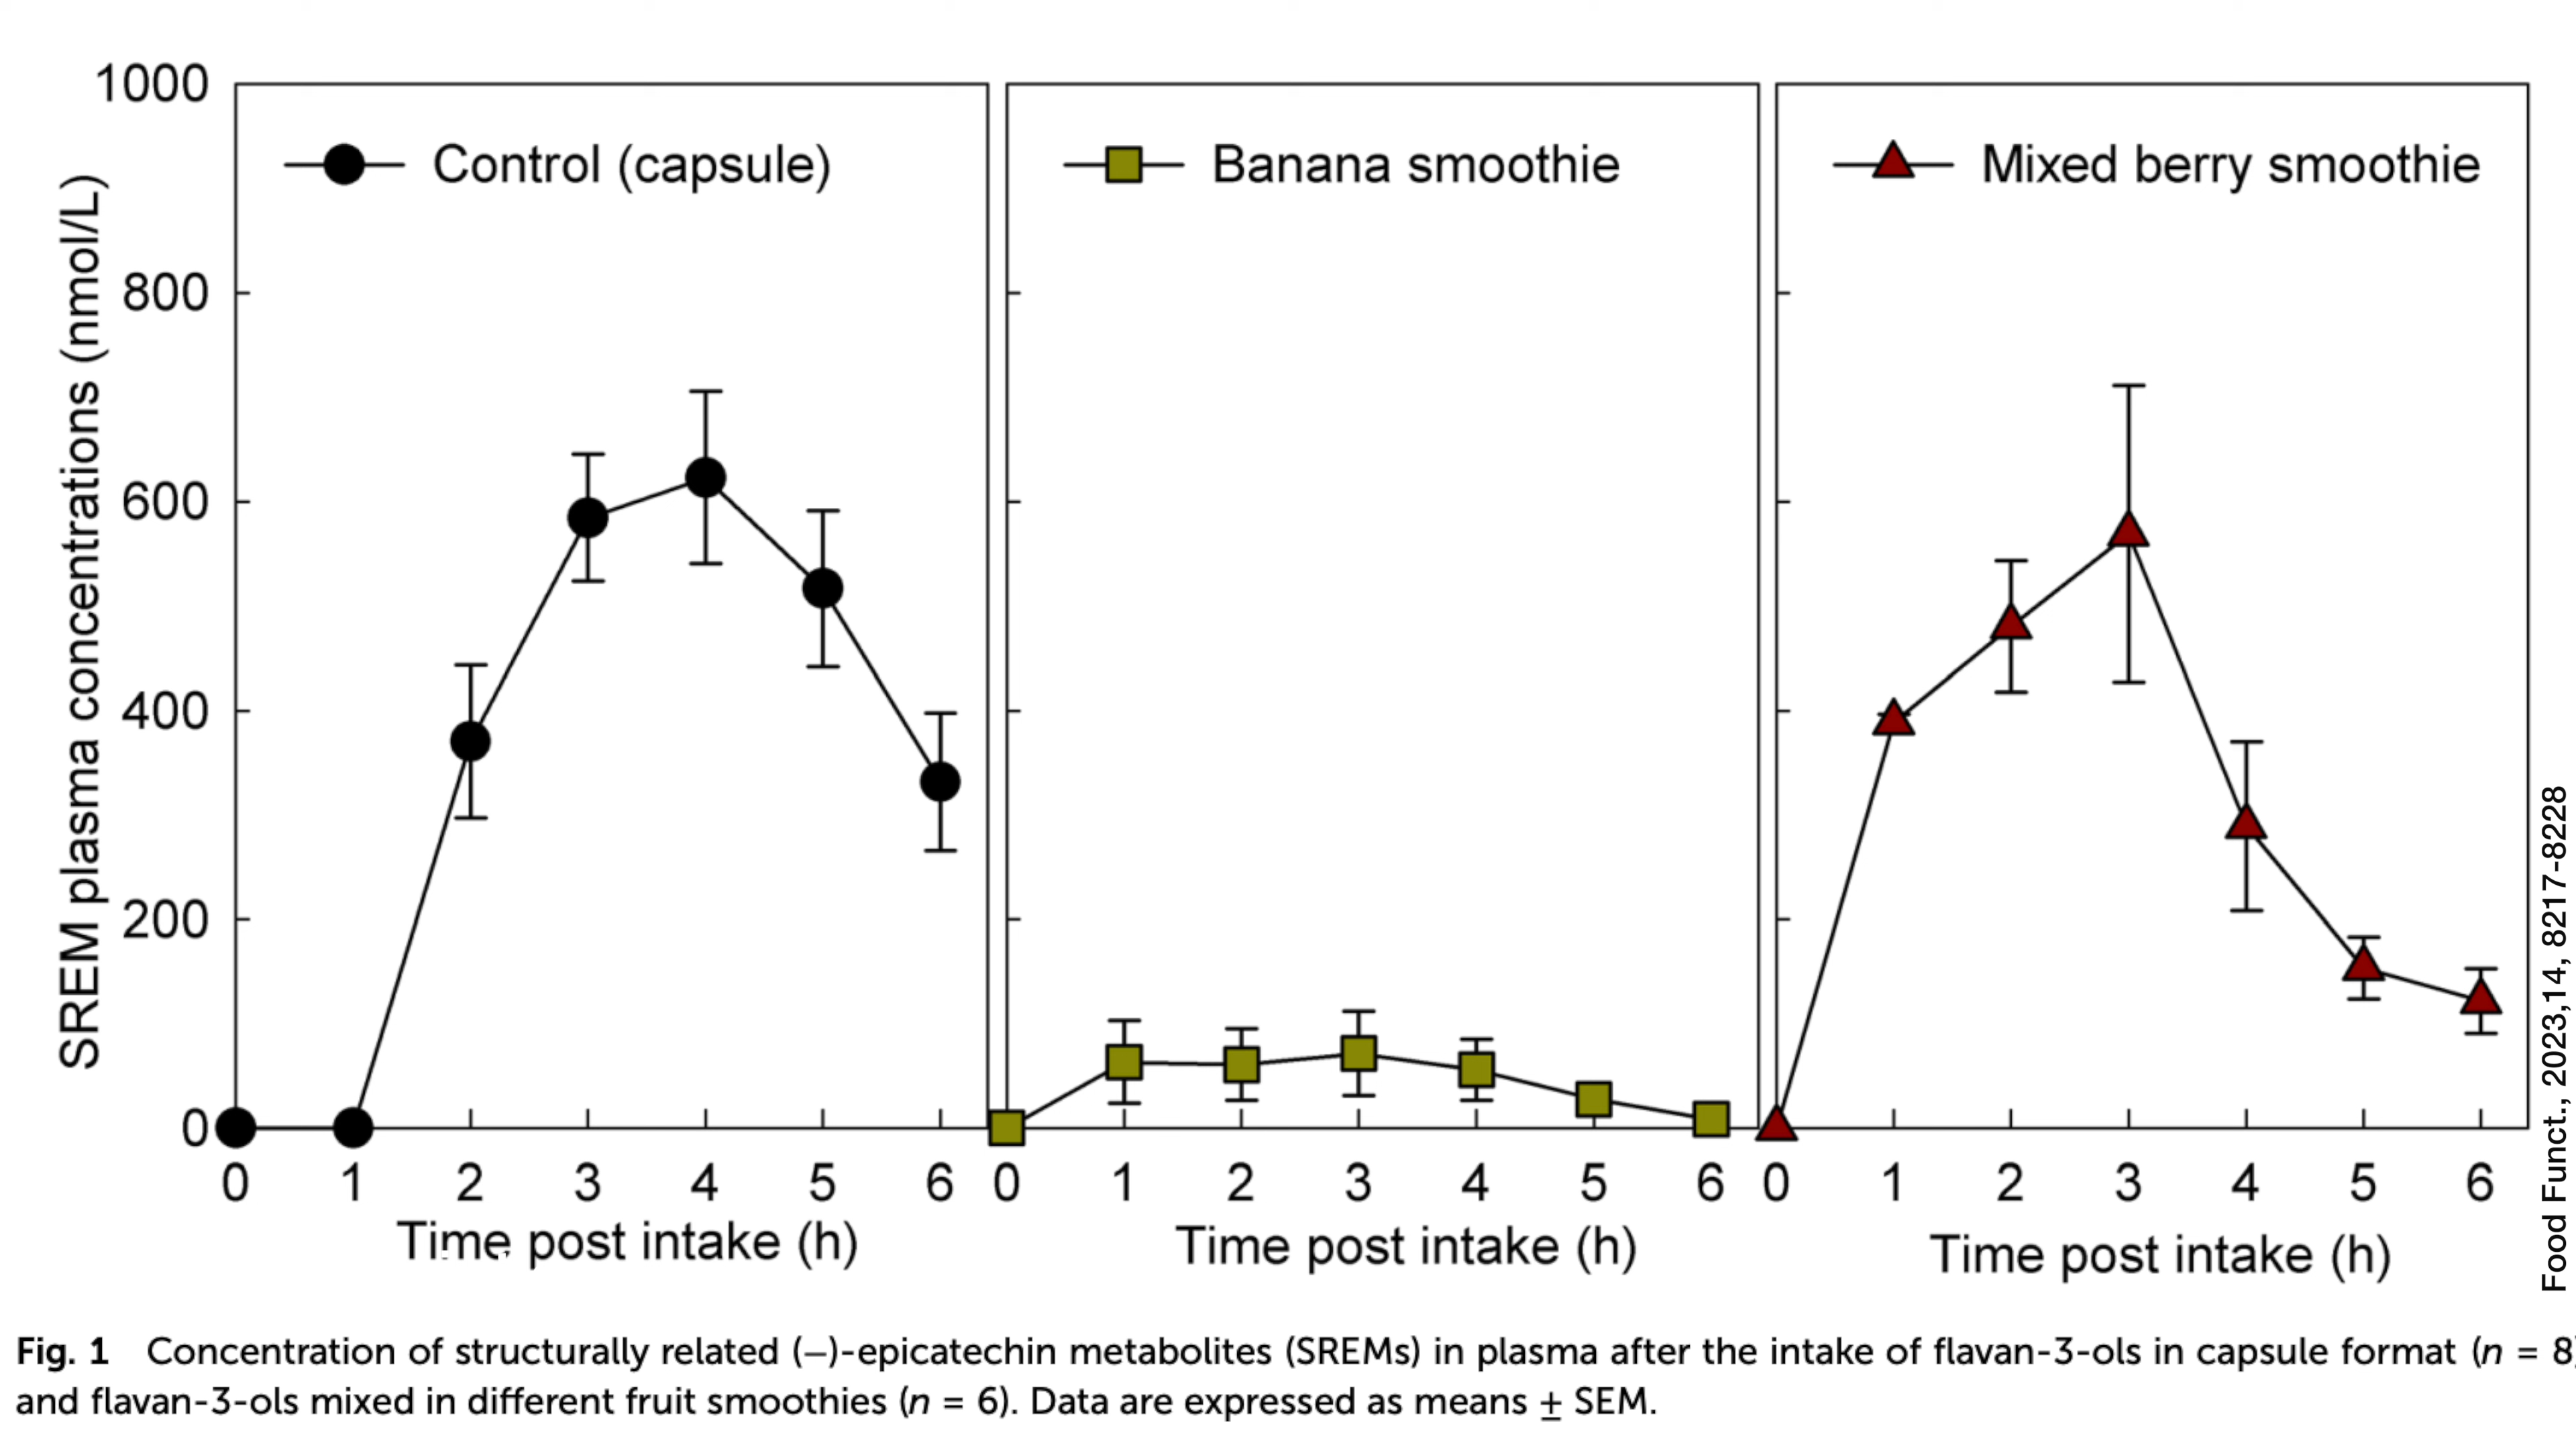 1000
800
600
400
200
0
SREM plasma concentrations (nmol/L)
Control (capsule)
0 1 2 3 4 5 6
Time post intake (h)
Banana smoothie
0 1 2 3 4 5 6
Time post intake (h)
Mixed berry smoothie
0 1 2 3 4 5 6
Time post intake (h)
Food Funct., 2023,14, 8217-8228
Fig. 1 Concentration of structurally related (−)-epicatechin metabolites (SREMs) in plasma after the intake of flavan-3-ols in capsule format (n = 8
and flavan-3-ols mixed in different fruit smoothies (n = 6). Data are expressed as means ± SEM.